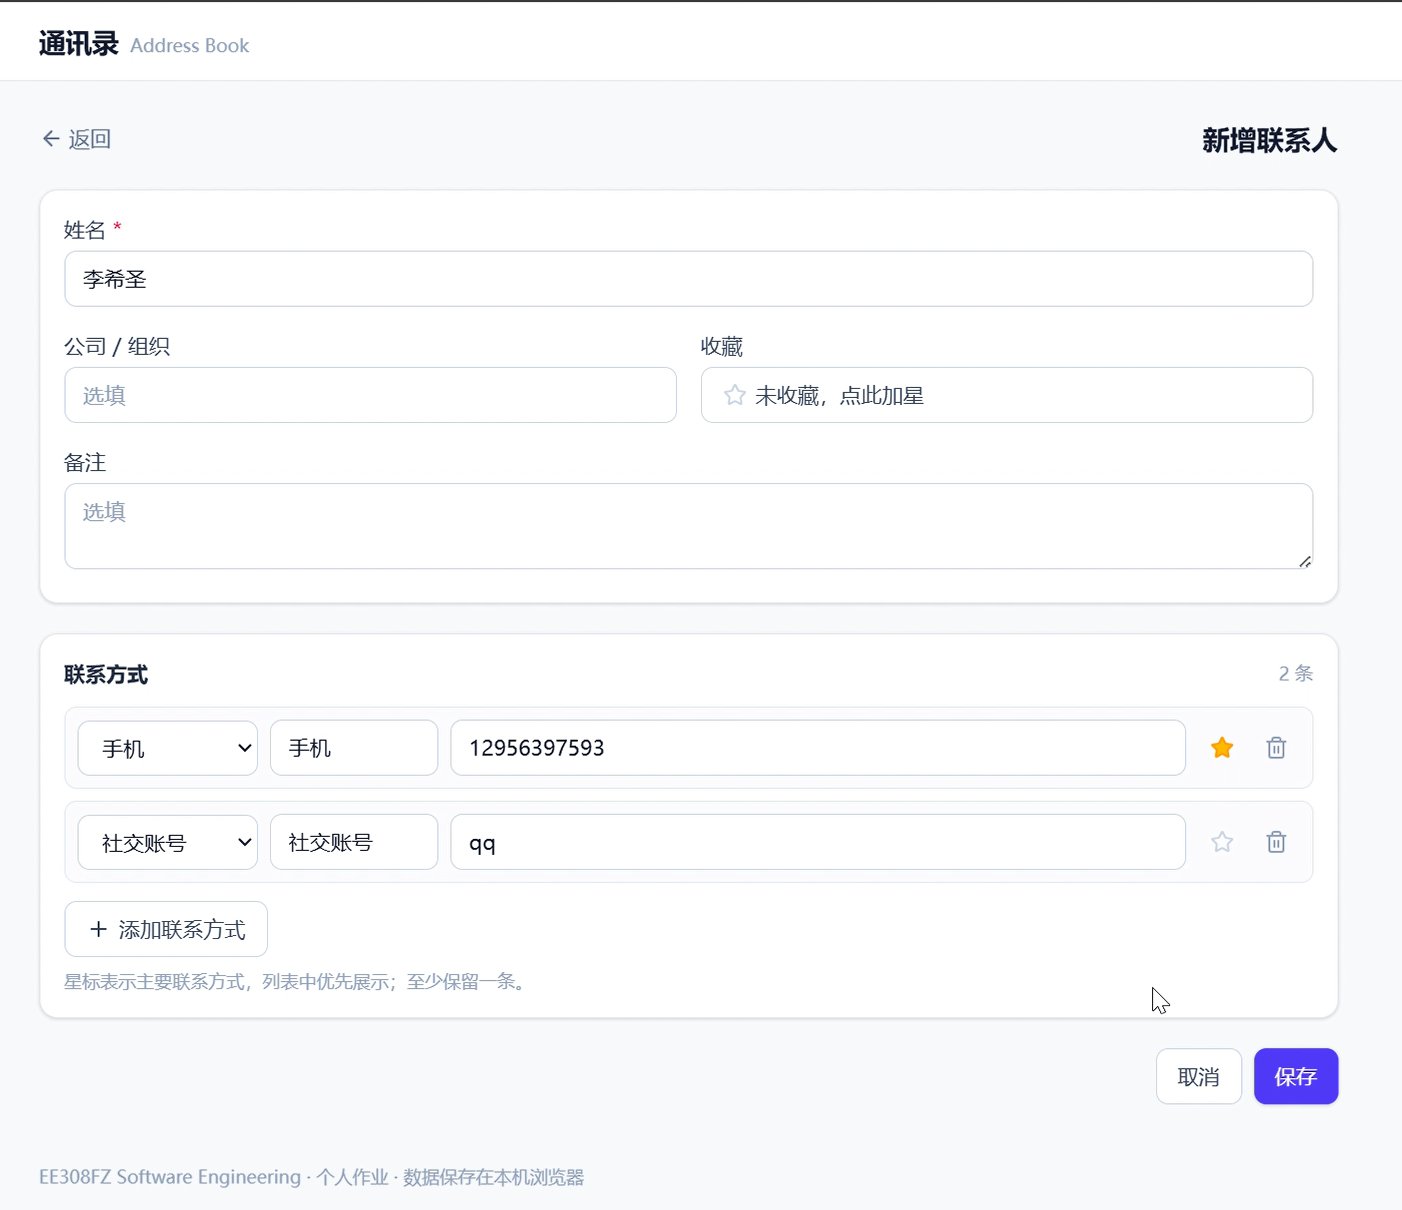 通讯录 Address Book
← 返回
新增联系人
姓名 *
李希圣
公司 / 组织
收藏
选填
未收藏，点此加星
备注
选填
联系方式
2 条
手机 手机 12956397593
社交账号 社交账号 qq
+ 添加联系方式
星标表示主要联系方式，列表中优先展示；至少保留一条。
取消 保存
EE308FZ Software Engineering · 个人作业 · 数据保存在本机浏览器